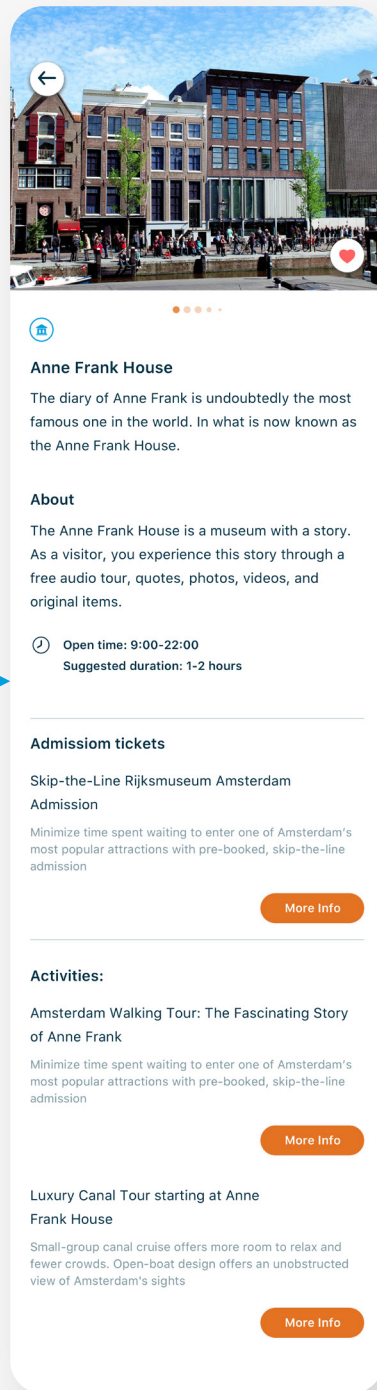 Anne Frank House
The diary of Anne Frank is undoubtedly the most
famous one in the world. In what is now known as
the Anne Frank House.
About
The Anne Frank House is a museum with a story.
As a visitor, you experience this story through a
free audio tour, quotes, photos, videos, and
original items.
Open time: 9:00-22:00
Suggested duration: 1-2 hours
Admissiom tickets
Skip-the-Line Rijksmuseum Amsterdam
Admission
Minimize time spent waiting to enter one of Amsterdam's
most popular attractions with pre-booked, skip-the-line
admission
More Info
Activities:
Amsterdam Walking Tour: The Fascinating Story
of Anne Frank
Minimize time spent waiting to enter one of Amsterdam's
most popular attractions with pre-booked, skip-the-line
admission
More Info
Luxury Canal Tour starting at Anne
Frank House
Small-group canal cruise offers more room to relax and
fewer crowds. Open-boat design offers an unobstructed
view of Amsterdam's sights
More Info